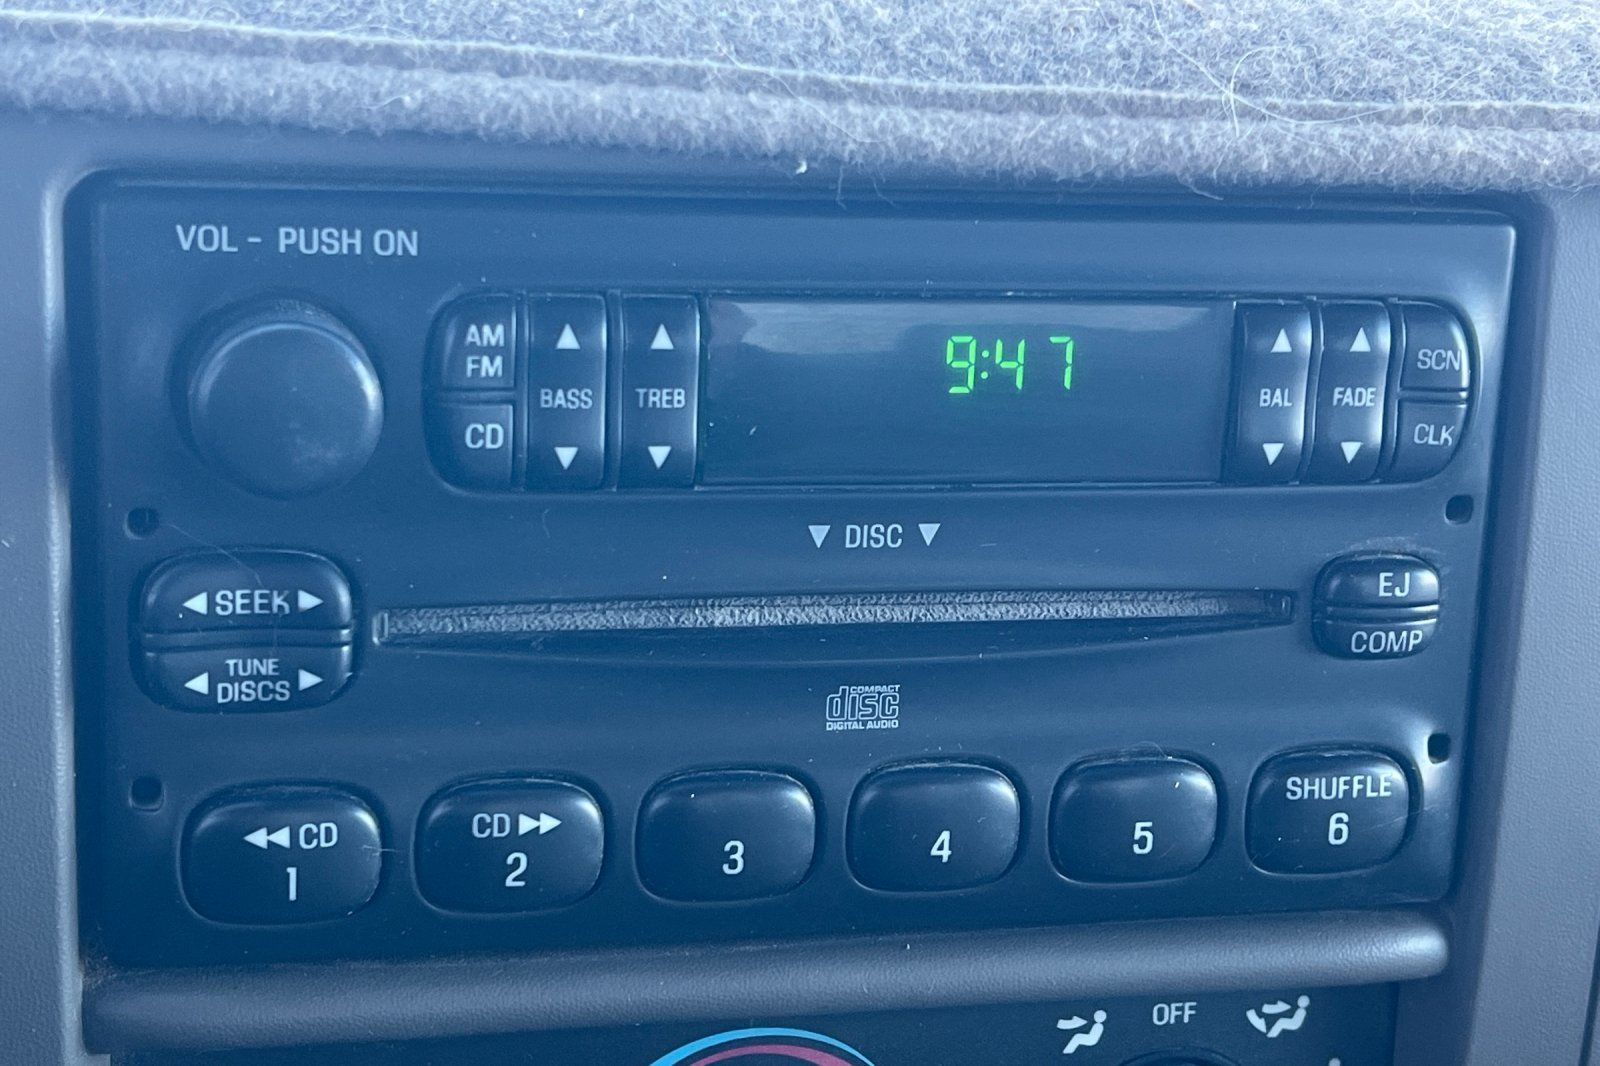 VOL - PUSH ON
AM
FM
CD
▲
BASS
▼
▲
TREB
▼
9:47
▲
BAL
▼
▲
FADE
▼
SCN
CLK
▼ DISC ▼
◀ SEEK ▶
TUNE
◀ DISCS ▶
EJ
COMP
COMPACT
disc
DIGITAL AUDIO
◀◀ CD
1
CD ▶▶
2
3
4
5
SHUFFLE
6
OFF